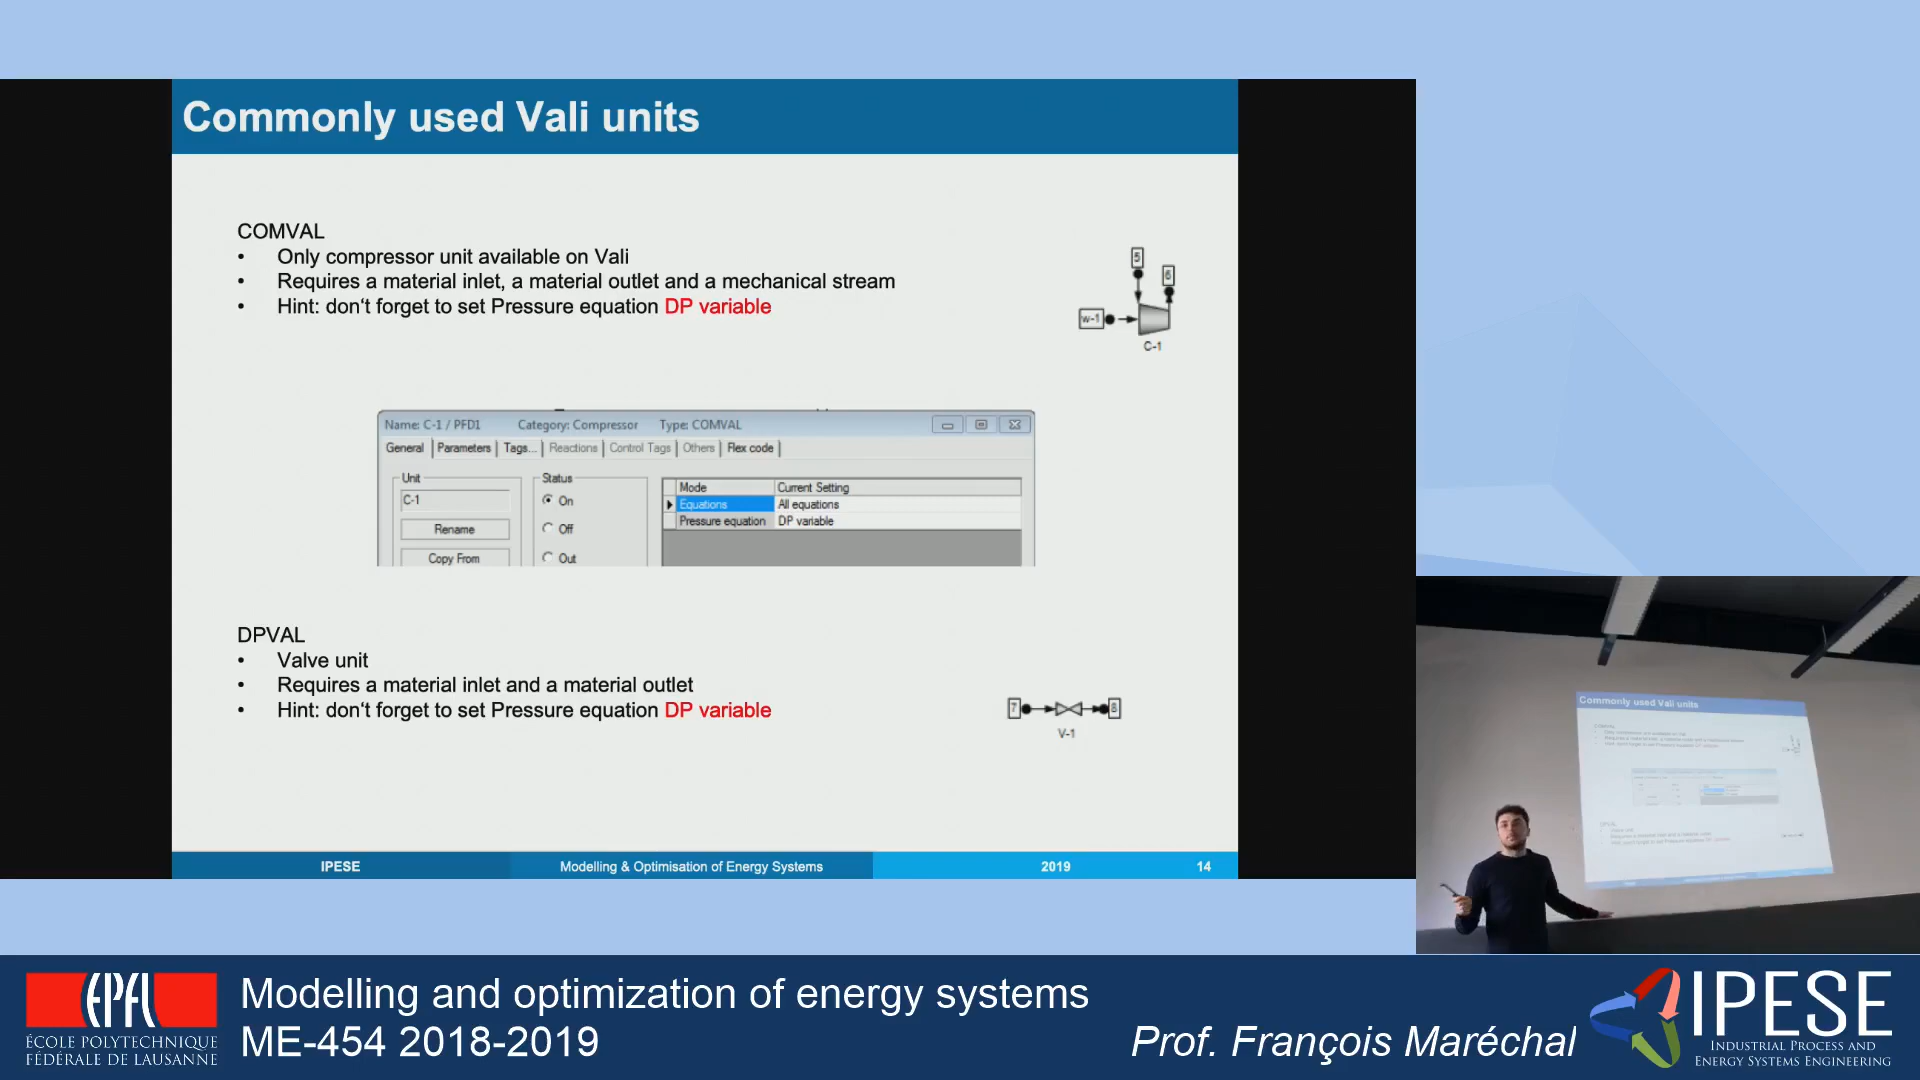 Commonly used Vali units
COMVAL
• Only compressor unit available on Vali
• Requires a material inlet, a material outlet and a mechanical stream
• Hint: don't forget to set Pressure equation DP variable
5
6
w-1
C-1
Name: C-1 / PFD1 Category: Compressor Type: COMVAL
General Parameters Tags... Reactions Control Tags Others Flex code
Unit
C-1
Rename
Copy From
Status
On
Off
Out
Mode Current Setting
Equations All equations
Pressure equation DP variable
DPVAL
• Valve unit
• Requires a material inlet and a material outlet
• Hint: don't forget to set Pressure equation DP variable
7
8
V-1
IPESE Modelling & Optimisation of Energy Systems 2019 14
Commonly used Vali units
EPFL
ÉCOLE POLYTECHNIQUE
FÉDÉRALE DE LAUSANNE
Modelling and optimization of energy systems
ME-454 2018-2019
Prof. François Maréchal
IPESE
INDUSTRIAL PROCESS AND
ENERGY SYSTEMS ENGINEERING